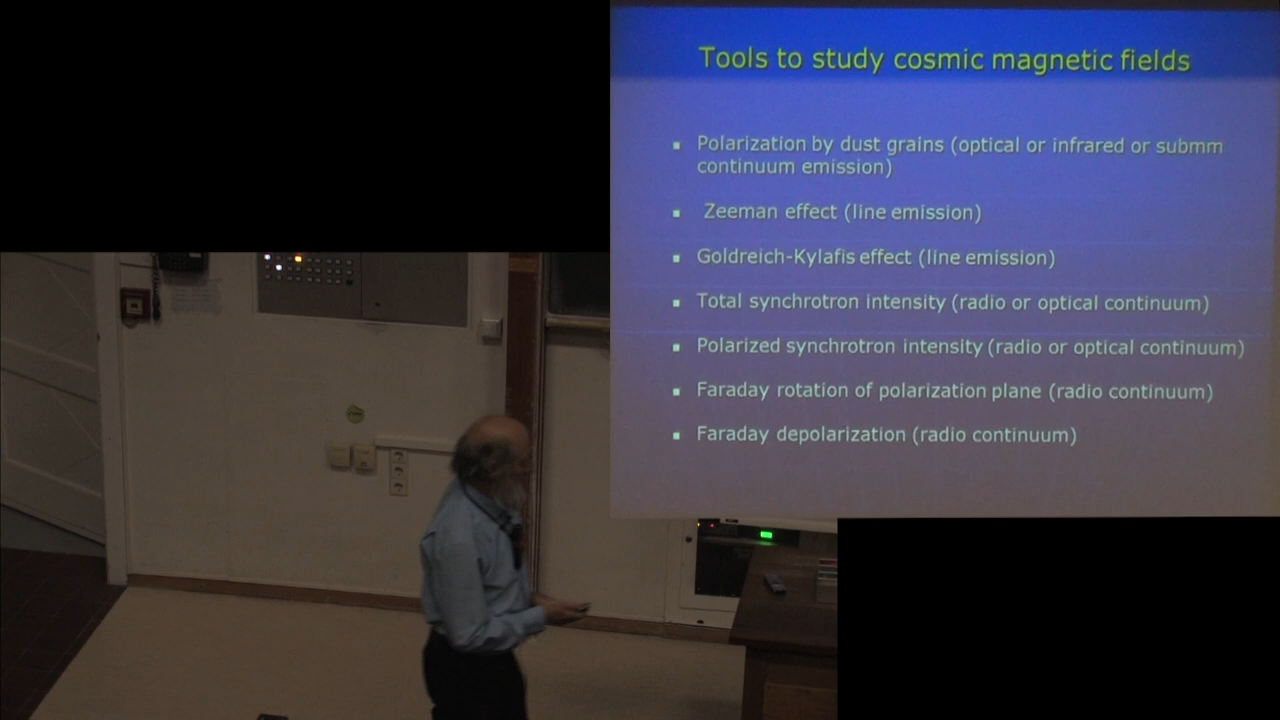 Tools to study cosmic magnetic fields
Polarization by dust grains (optical or infrared or submm
continuum emission)
Zeeman effect (line emission)
Goldreich-Kylafis effect (line emission)
Total synchrotron intensity (radio or optical continuum)
Polarized synchrotron intensity (radio or optical continuum)
Faraday rotation of polarization plane (radio continuum)
Faraday depolarization (radio continuum)